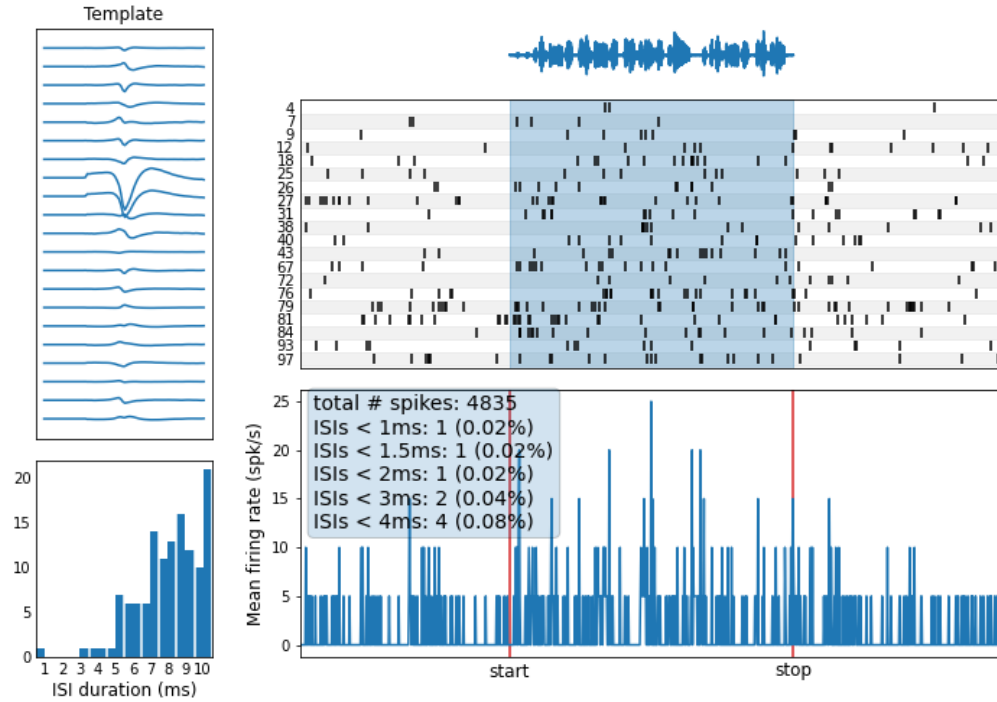 Template
4
7
9
12
18
25
26
27
31
38
40
43
67
72
76
79
81
84
93
97
25
20
15
10
5
0
Mean firing rate (spk/s)
total # spikes: 4835
ISIs < 1ms: 1 (0.02%)
ISIs < 1.5ms: 1 (0.02%)
ISIs < 2ms: 1 (0.02%)
ISIs < 3ms: 2 (0.04%)
ISIs < 4ms: 4 (0.08%)
start stop
20
15
10
5
0
1 2 3 4 5 6 7 8 9 10
ISI duration (ms)